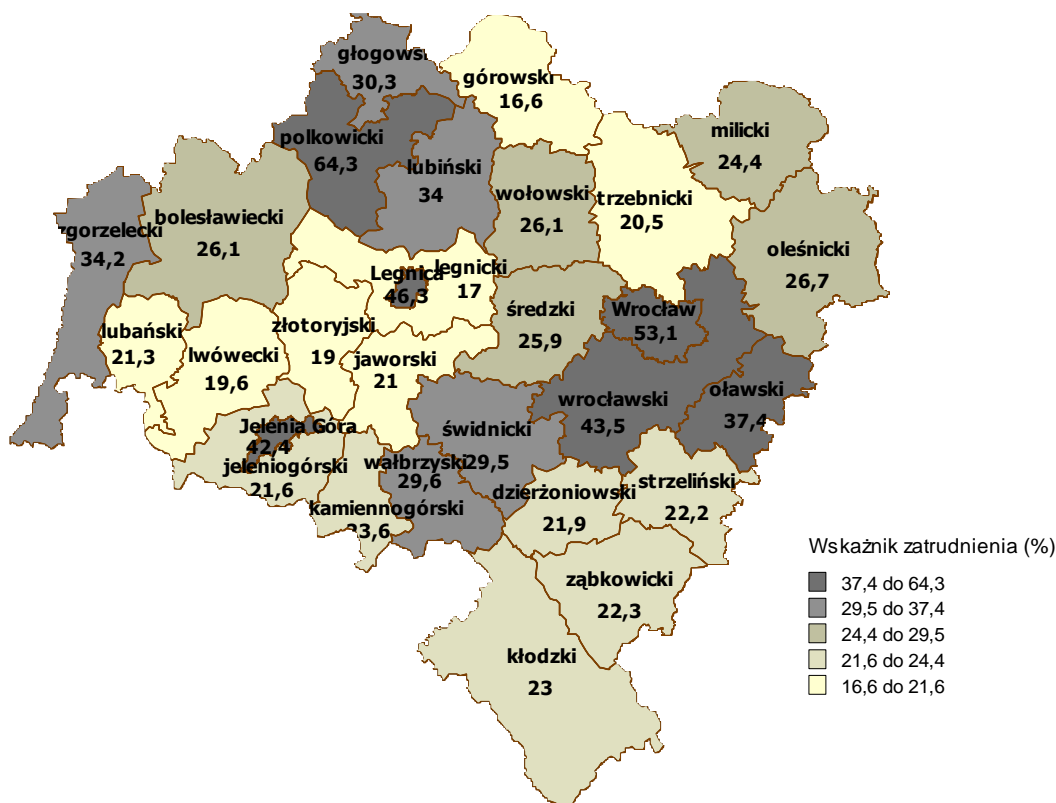 głogowsk
30,3
górowski
16,6
polkowicki
64,3
lubiński
34
milicki
24,4
wołowski
26,1
trzebnicki
20,5
zgorzelecki
34,2
bolesławiecki
26,1
oleśnicki
26,7
Legnica
46,3
legnicki
17
Wrocław
53,1
średzki
25,9
lubański
21,3
lwówecki
19,6
złotoryjski
19
jaworski
21
wrocławski
43,5
oławski
37,4
Jelenia Góra
42,4
świdnicki
29,5
jeleniogórski
21,6
wałbrzyski
29,6
kamiennogórski
23,6
dzierżoniowski
21,9
strzeliński
22,2
ząbkowicki
22,3
kłodzki
23
Wskaźnik zatrudnienia (%)
37,4 do 64,3
29,5 do 37,4
24,4 do 29,5
21,6 do 24,4
16,6 do 21,6